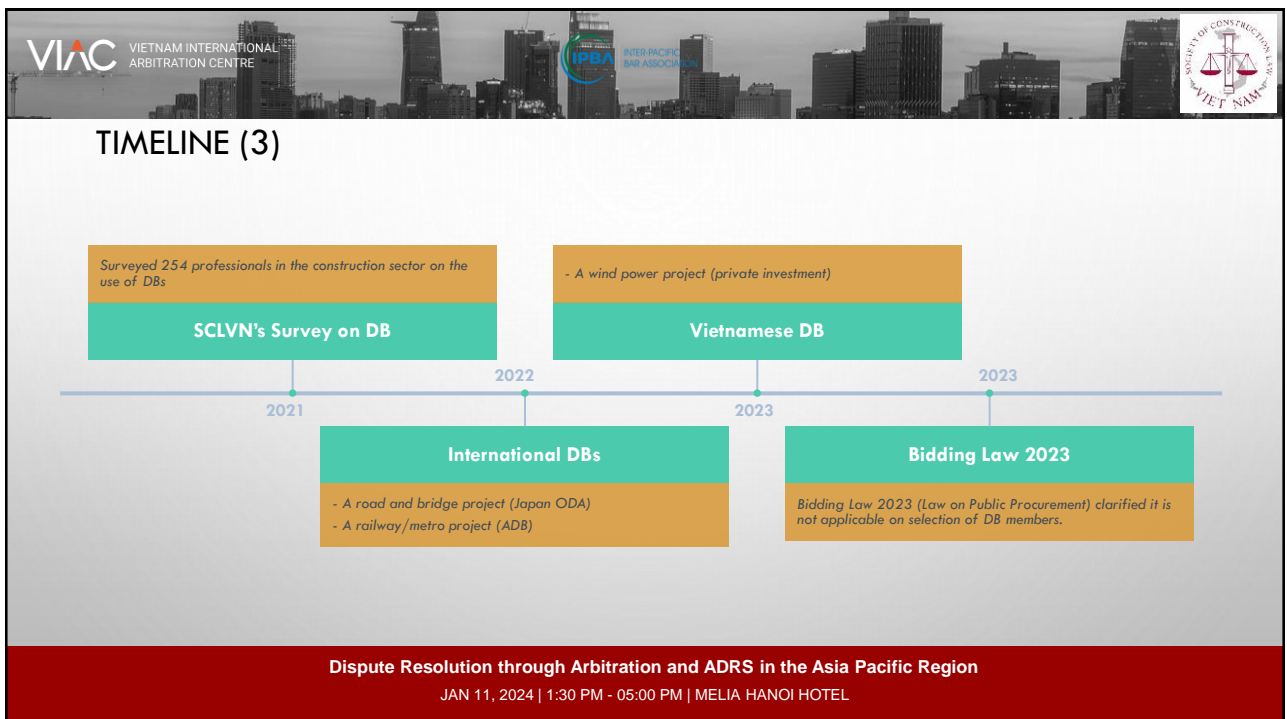 VIAC VIETNAM INTERNATIONAL
ARBITRATION CENTRE
IPBA INTER-PACIFIC
BAR ASSOCIATION
SOCIETY OF CONSTRUCTION LAW
VIET NAM
TIMELINE (3)
Surveyed 254 professionals in the construction sector on the
use of DBs
SCLVN's Survey on DB
- A wind power project (private investment)
Vietnamese DB
2022
2023
2021
2023
International DBs
- A road and bridge project (Japan ODA)
- A railway/metro project (ADB)
Bidding Law 2023
Bidding Law 2023 (Law on Public Procurement) clarified it is
not applicable on selection of DB members.
Dispute Resolution through Arbitration and ADRS in the Asia Pacific Region
JAN 11, 2024 | 1:30 PM - 05:00 PM | MELIA HANOI HOTEL